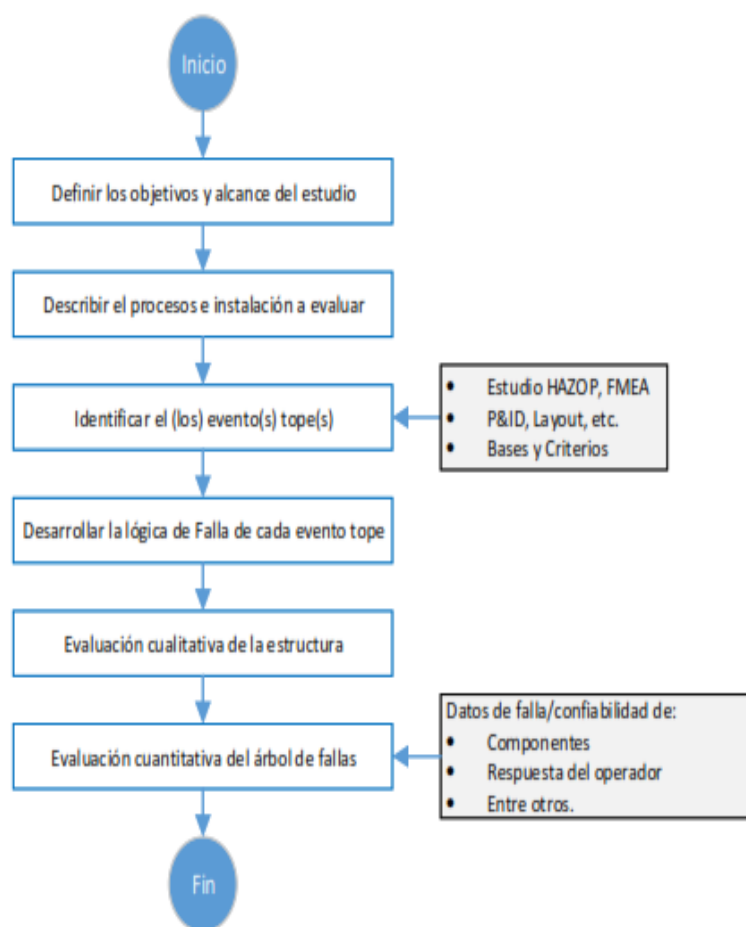 Inicio
Definir los objetivos y alcance del estudio
Describir el procesos e instalación a evaluar
Identificar el (los) evento(s) tope(s)
• Estudio HAZOP, FMEA
• P&ID, Layout, etc.
• Bases y Criterios
Desarrollar la lógica de Falla de cada evento tope
Evaluación cualitativa de la estructura
Evaluación cuantitativa del árbol de fallas
Datos de falla/confiabilidad de:
• Componentes
• Respuesta del operador
• Entre otros.
Fin